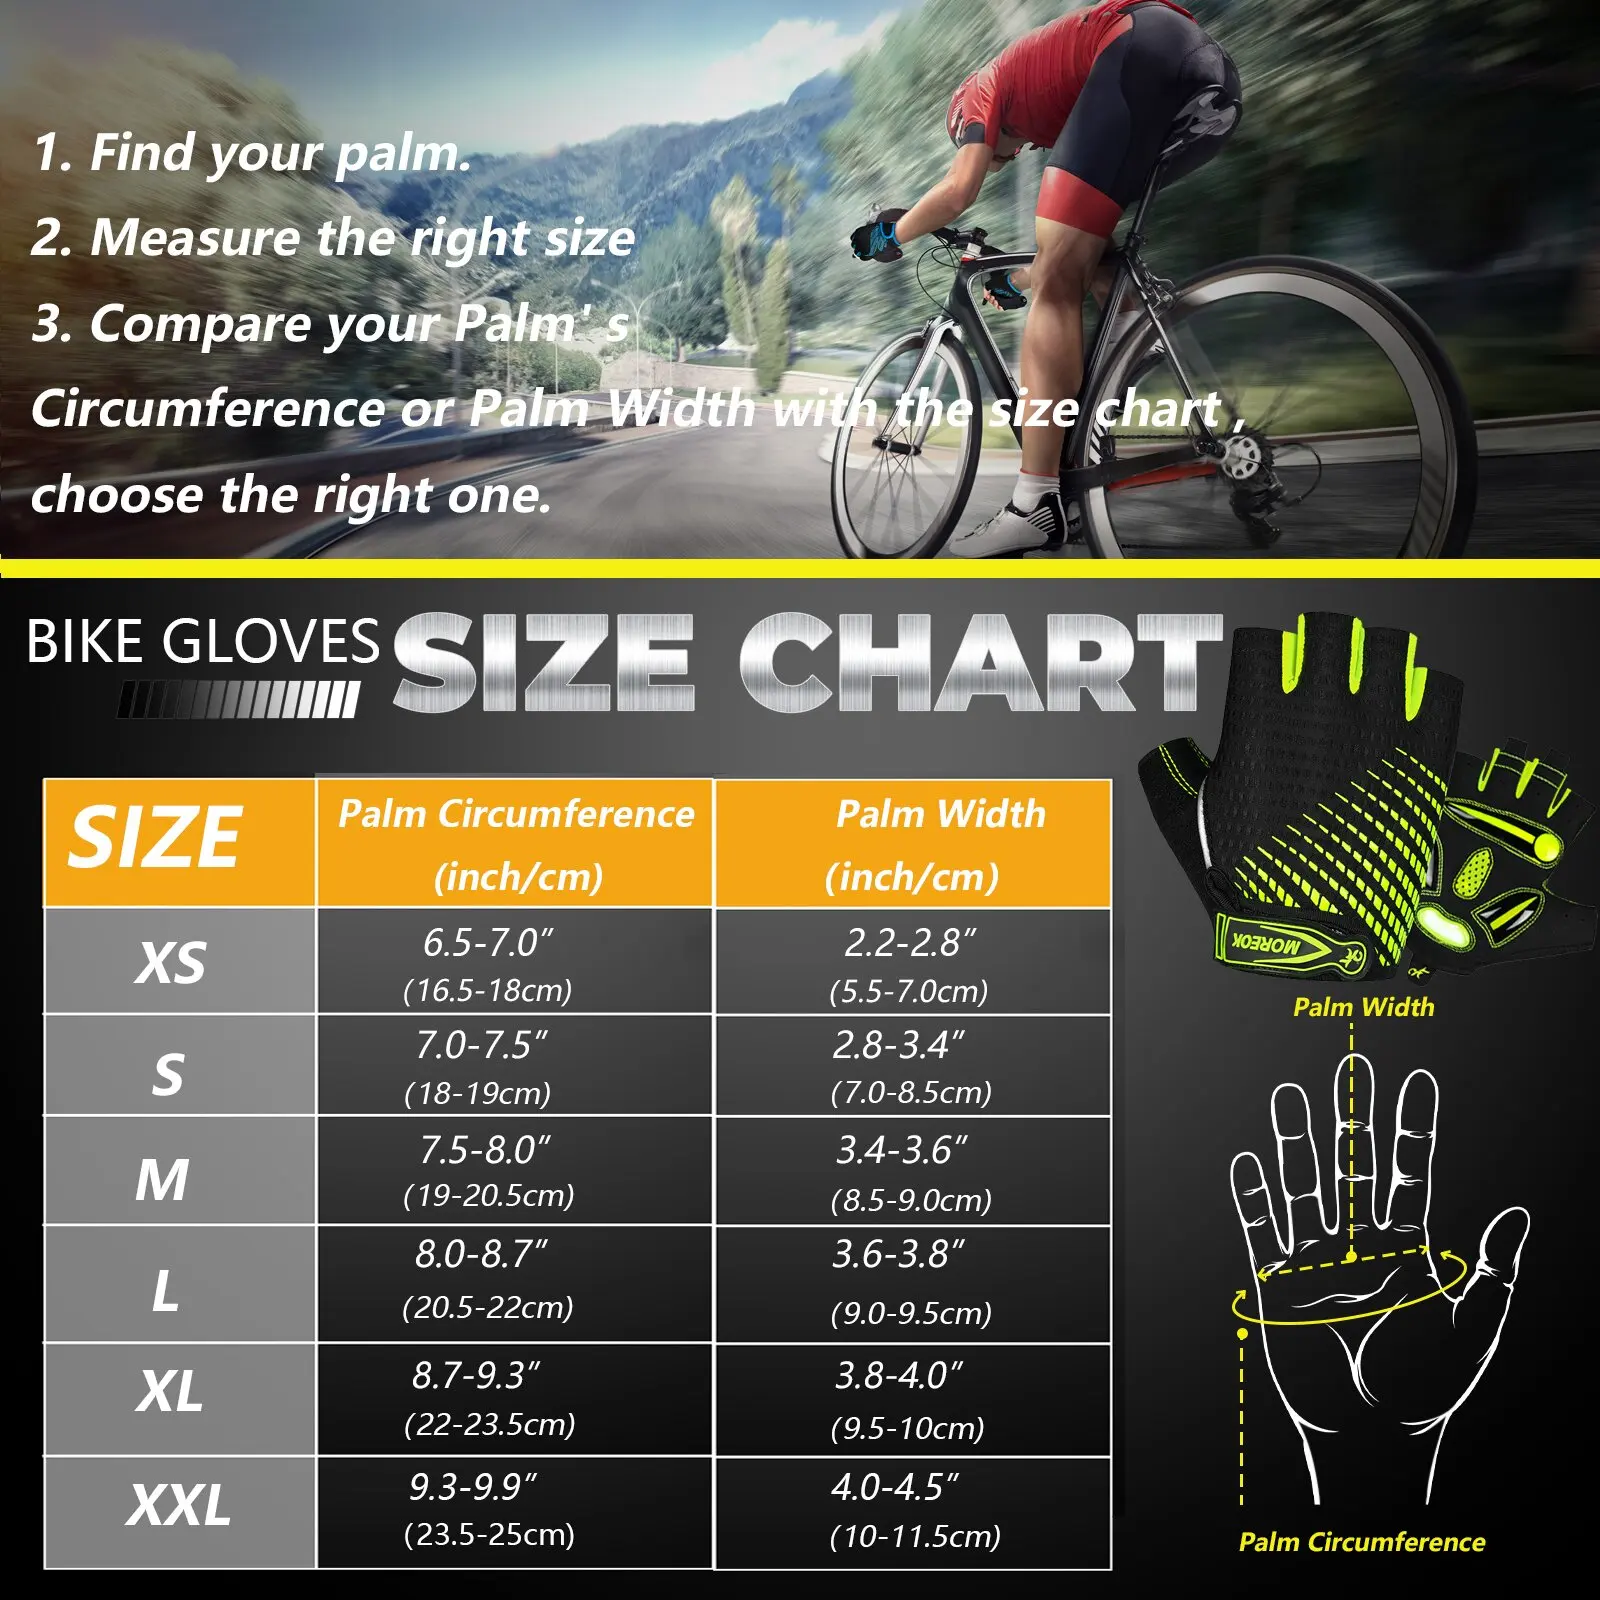 1. Find your palm.
2. Measure the right size
3. Compare your Palm' s
Circumference or Palm Width with the size chart ,
choose the right one.
BIKE GLOVES SIZE CHART
SIZE
Palm Circumference
(inch/cm)
Palm Width
(inch/cm)
XS
6.5-7.0″
(16.5-18cm)
2.2-2.8″
(5.5-7.0cm)
S
7.0-7.5″
(18-19cm)
2.8-3.4″
(7.0-8.5cm)
M
7.5-8.0″
(19-20.5cm)
3.4-3.6″
(8.5-9.0cm)
L
8.0-8.7″
(20.5-22cm)
3.6-3.8″
(9.0-9.5cm)
XL
8.7-9.3″
(22-23.5cm)
3.8-4.0″
(9.5-10cm)
XXL
9.3-9.9″
(23.5-25cm)
4.0-4.5″
(10-11.5cm)
MOREOK
Palm Width
Palm Circumference